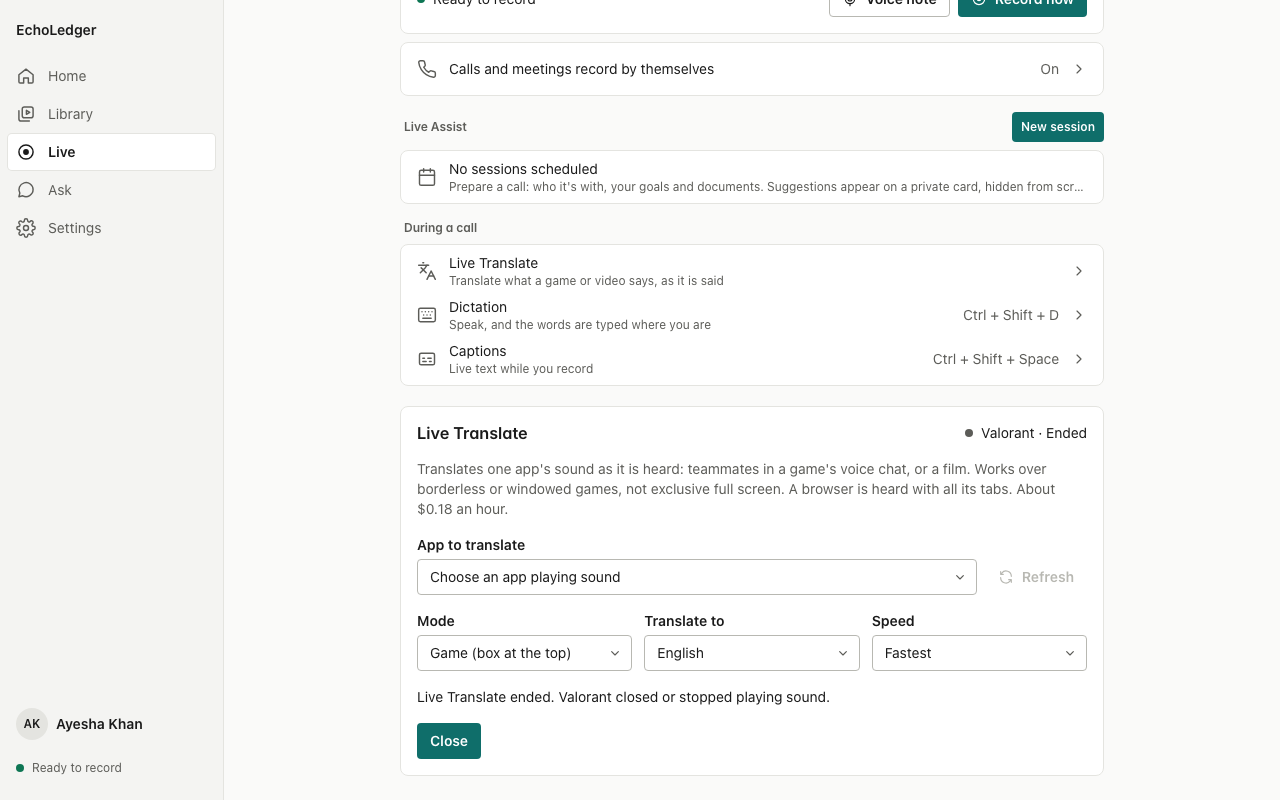 EchoLedger
Home
Library
Live
Ask
Settings
AK
Ayesha Khan
Ready to record
Ready to record
Voice note
Record now
Calls and meetings record by themselves
On
Live Assist
New session
No sessions scheduled
Prepare a call: who it's with, your goals and documents. Suggestions appear on a private card, hidden from scr...
During a call
Live Translate
Translate what a game or video says, as it is said
Dictation
Speak, and the words are typed where you are
Ctrl + Shift + D
Captions
Live text while you record
Ctrl + Shift + Space
Live Translate
Valorant · Ended
Translates one app's sound as it is heard: teammates in a game's voice chat, or a film. Works over
borderless or windowed games, not exclusive full screen. A browser is heard with all its tabs. About
$0.18 an hour.
App to translate
Choose an app playing sound
Refresh
Mode
Translate to
Speed
Game (box at the top)
English
Fastest
Live Translate ended. Valorant closed or stopped playing sound.
Close